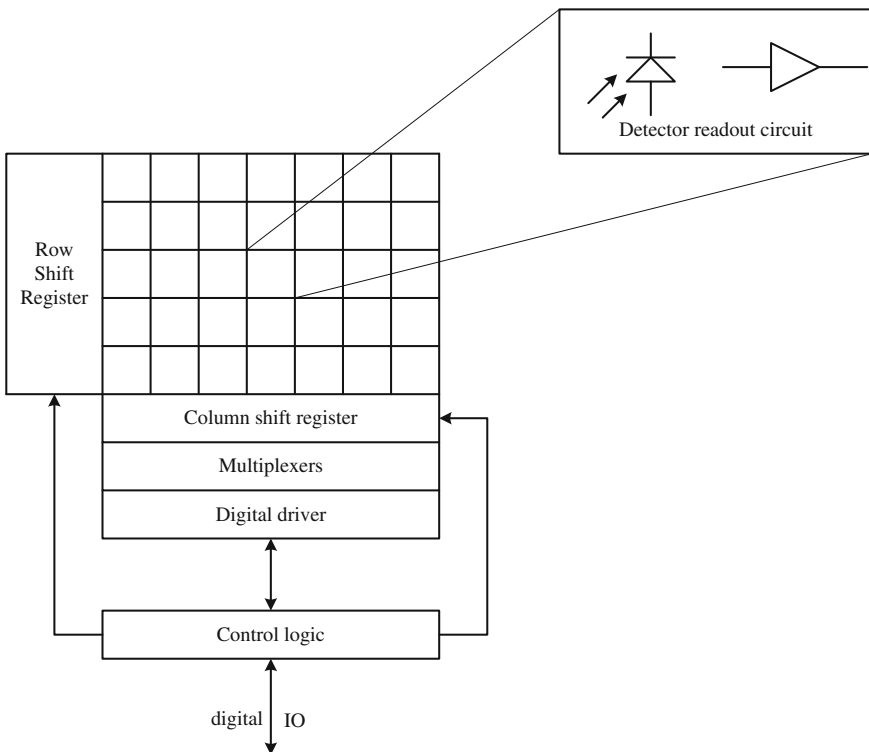 Detector readout circuit
Row
Shift
Register
Column shift register
Multiplexers
Digital driver
Control logic
digital IO